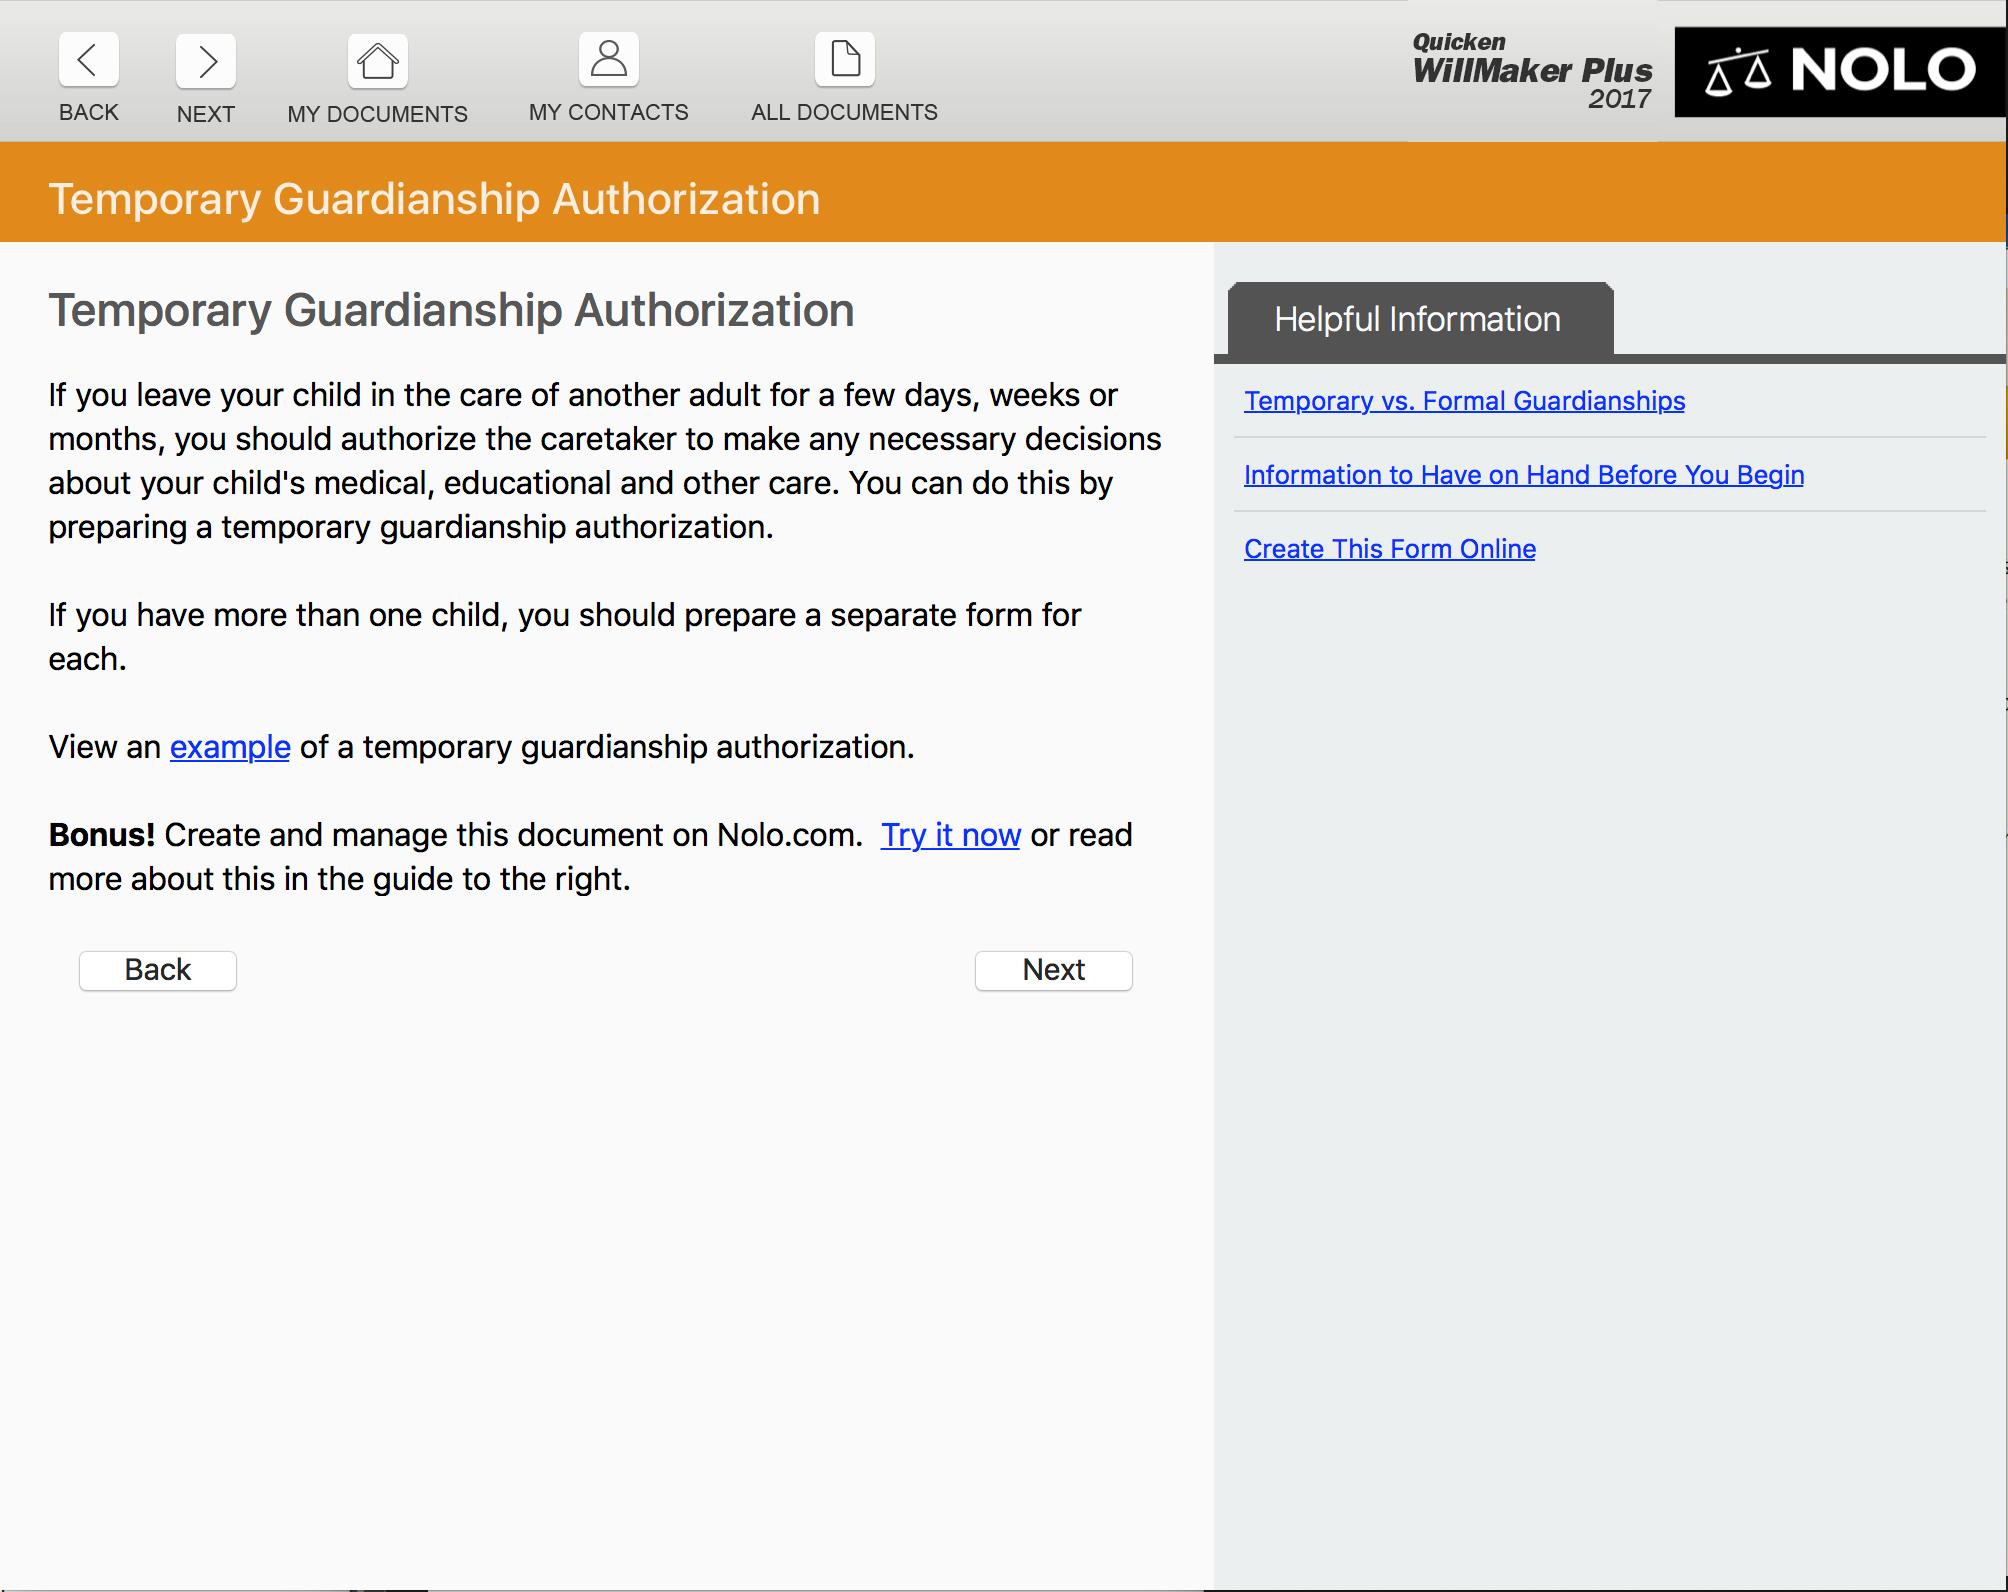 BACK
NEXT
MY DOCUMENTS
MY CONTACTS
ALL DOCUMENTS
Quicken
WillMaker Plus
2017
NOLO
Temporary Guardianship Authorization
Temporary Guardianship Authorization
If you leave your child in the care of another adult for a few days, weeks or
months, you should authorize the caretaker to make any necessary decisions
about your child's medical, educational and other care. You can do this by
preparing a temporary guardianship authorization.
If you have more than one child, you should prepare a separate form for
each.
View an example of a temporary guardianship authorization.
Bonus! Create and manage this document on Nolo.com.  Try it now or read
more about this in the guide to the right.
Back
Next
Helpful Information
Temporary vs. Formal Guardianships
Information to Have on Hand Before You Begin
Create This Form Online